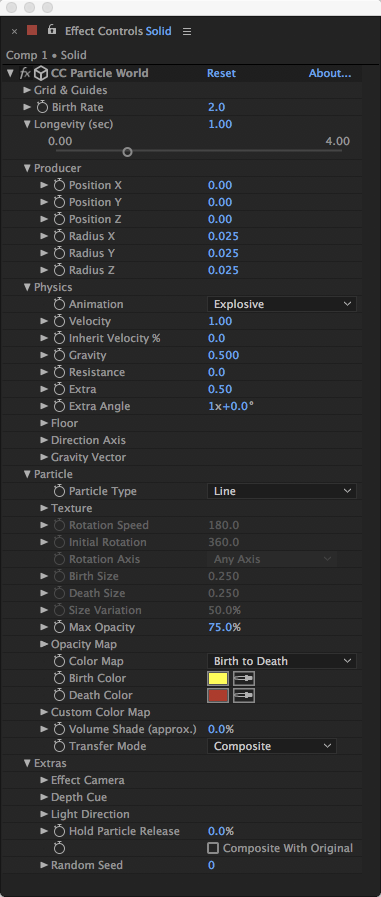 Effect Controls Solid
Comp 1 • Solid
fx CC Particle World Reset About...
Grid & Guides
Birth Rate 2.0
Longevity (sec) 1.00
0.00 4.00
Producer
Position X 0.00
Position Y 0.00
Position Z 0.00
Radius X 0.025
Radius Y 0.025
Radius Z 0.025
Physics
Animation Explosive
Velocity 1.00
Inherit Velocity % 0.0
Gravity 0.500
Resistance 0.0
Extra 0.50
Extra Angle 1x+0.0°
Floor
Direction Axis
Gravity Vector
Particle
Particle Type Line
Texture
Rotation Speed 180.0
Initial Rotation 360.0
Rotation Axis Any Axis
Birth Size 0.250
Death Size 0.250
Size Variation 50.0%
Max Opacity 75.0%
Opacity Map
Color Map Birth to Death
Birth Color
Death Color
Custom Color Map
Volume Shade (approx.) 0.0%
Transfer Mode Composite
Extras
Effect Camera
Depth Cue
Light Direction
Hold Particle Release 0.0%
Composite With Original
Random Seed 0